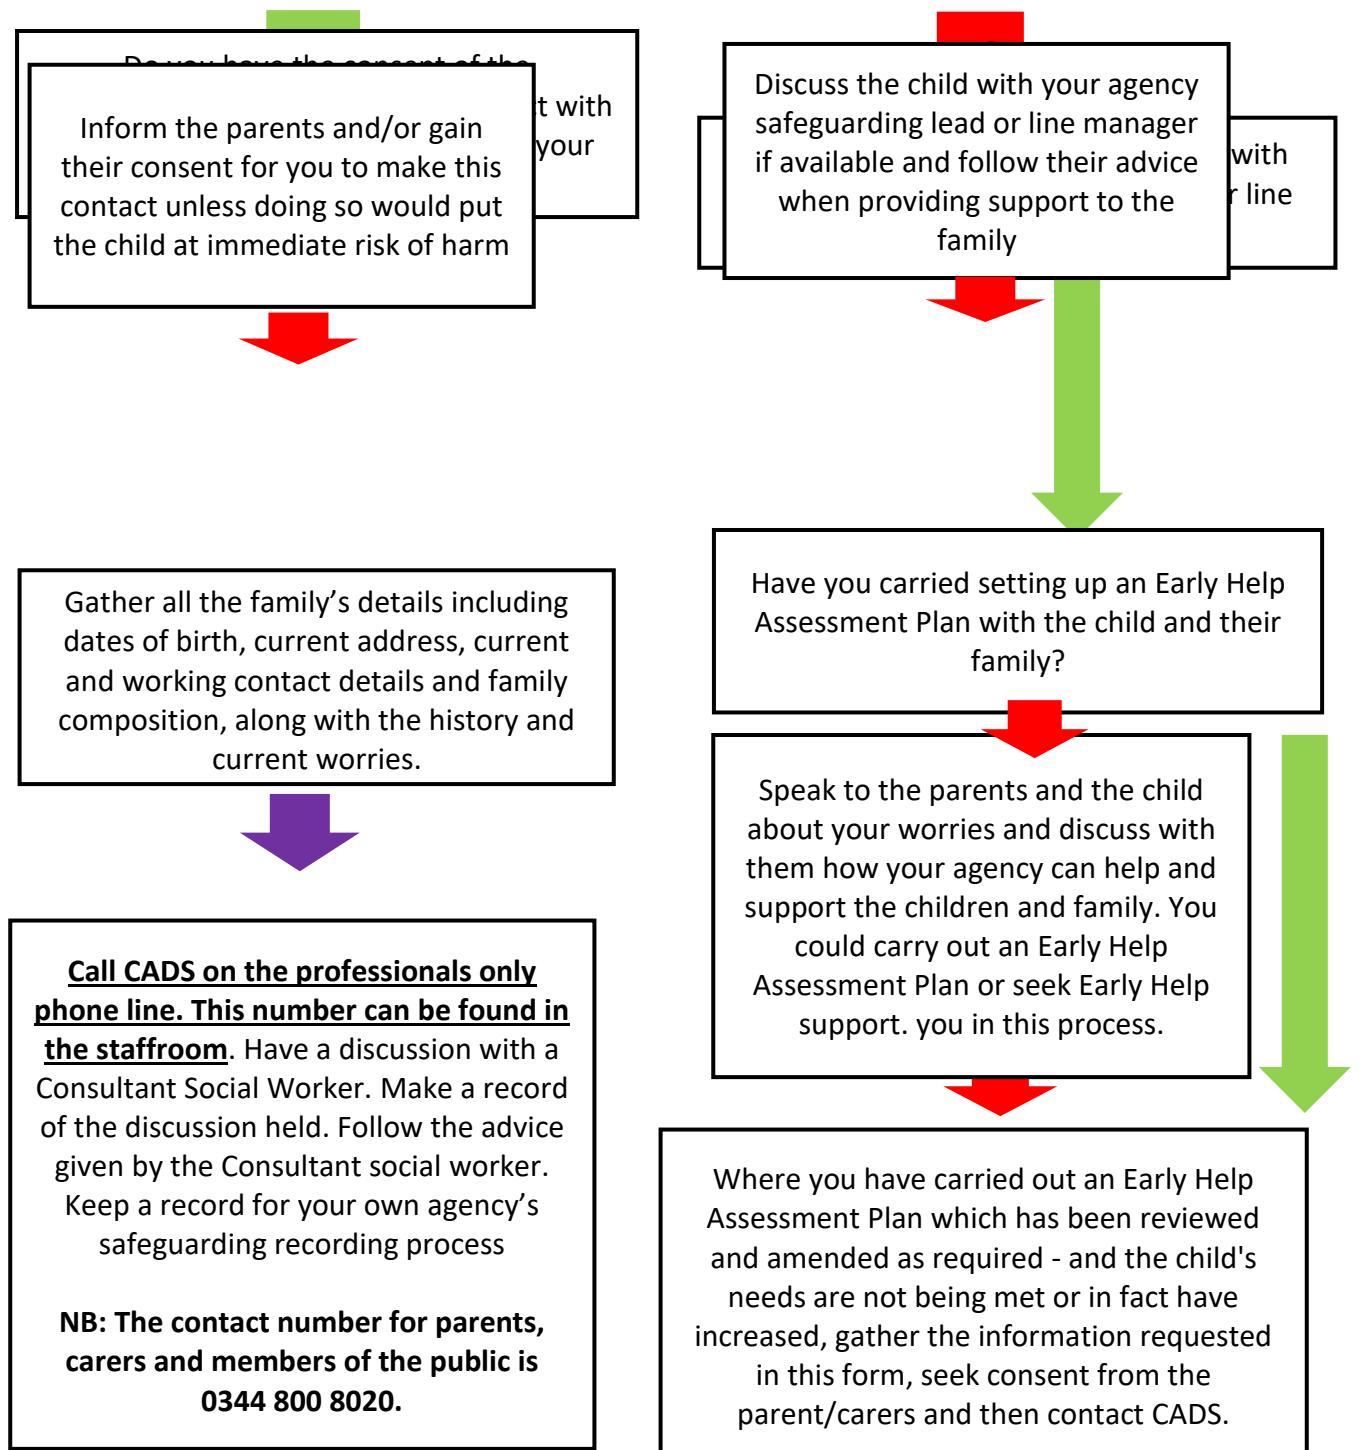 Do you have the consent of the
ct with
your
Inform the parents and/or gain
their consent for you to make this
contact unless doing so would put
the child at immediate risk of harm
Gather all the family’s details including
dates of birth, current address, current
and working contact details and family
composition, along with the history and
current worries.
Call CADS on the professionals only
phone line. This number can be found in
the staffroom. Have a discussion with a
Consultant Social Worker. Make a record
of the discussion held. Follow the advice
given by the Consultant social worker.
Keep a record for your own agency’s
safeguarding recording process
NB: The contact number for parents,
carers and members of the public is
0344 800 8020.
Discuss the child with your agency
safeguarding lead or line manager
if available and follow their advice
when providing support to the
family
with
r line
Have you carried setting up an Early Help
Assessment Plan with the child and their
family?
Speak to the parents and the child
about your worries and discuss with
them how your agency can help and
support the children and family. You
could carry out an Early Help
Assessment Plan or seek Early Help
support. you in this process.
Where you have carried out an Early Help
Assessment Plan which has been reviewed
and amended as required - and the child's
needs are not being met or in fact have
increased, gather the information requested
in this form, seek consent from the
parent/carers and then contact CADS.